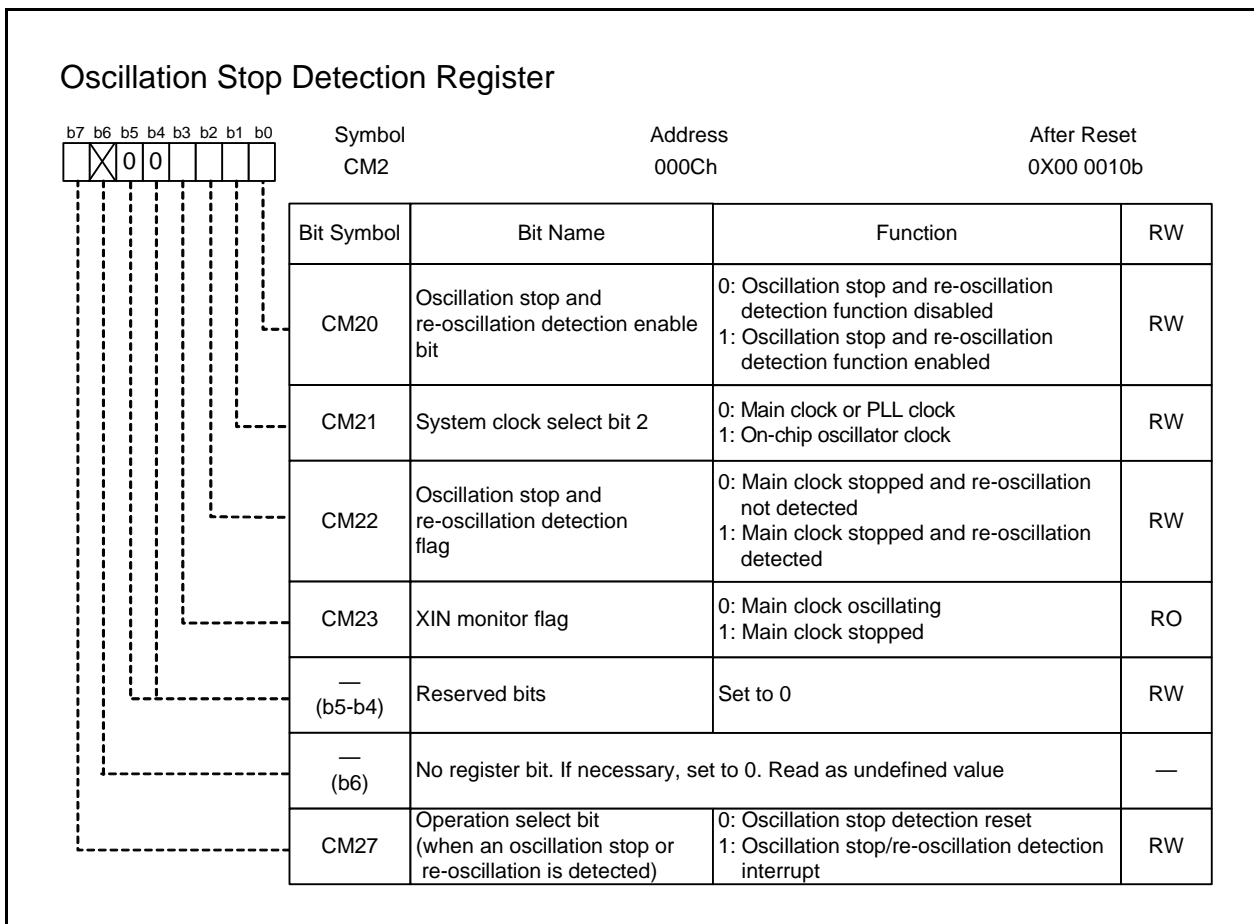 Oscillation Stop Detection Register
b7 b6 b5 b4 b3 b2 b1 b0
Symbol Address After Reset
0 0
CM2 000Ch 0X00 0010b
Bit Symbol Bit Name Function RW
CM20
Oscillation stop and
re-oscillation detection enable
bit
0: Oscillation stop and re-oscillation
detection function disabled
1: Oscillation stop and re-oscillation
detection function enabled
RW
CM21
System clock select bit 2
0: Main clock or PLL clock
1: On-chip oscillator clock
RW
CM22
Oscillation stop and
re-oscillation detection
flag
0: Main clock stopped and re-oscillation
not detected
1: Main clock stopped and re-oscillation
detected
RW
CM23
XIN monitor flag
0: Main clock oscillating
1: Main clock stopped
RO
—
(b5-b4)
Reserved bits
Set to 0
RW
—
(b6)
No register bit. If necessary, set to 0. Read as undefined value
—
CM27
Operation select bit
(when an oscillation stop or
re-oscillation is detected)
0: Oscillation stop detection reset
1: Oscillation stop/re-oscillation detection
interrupt
RW